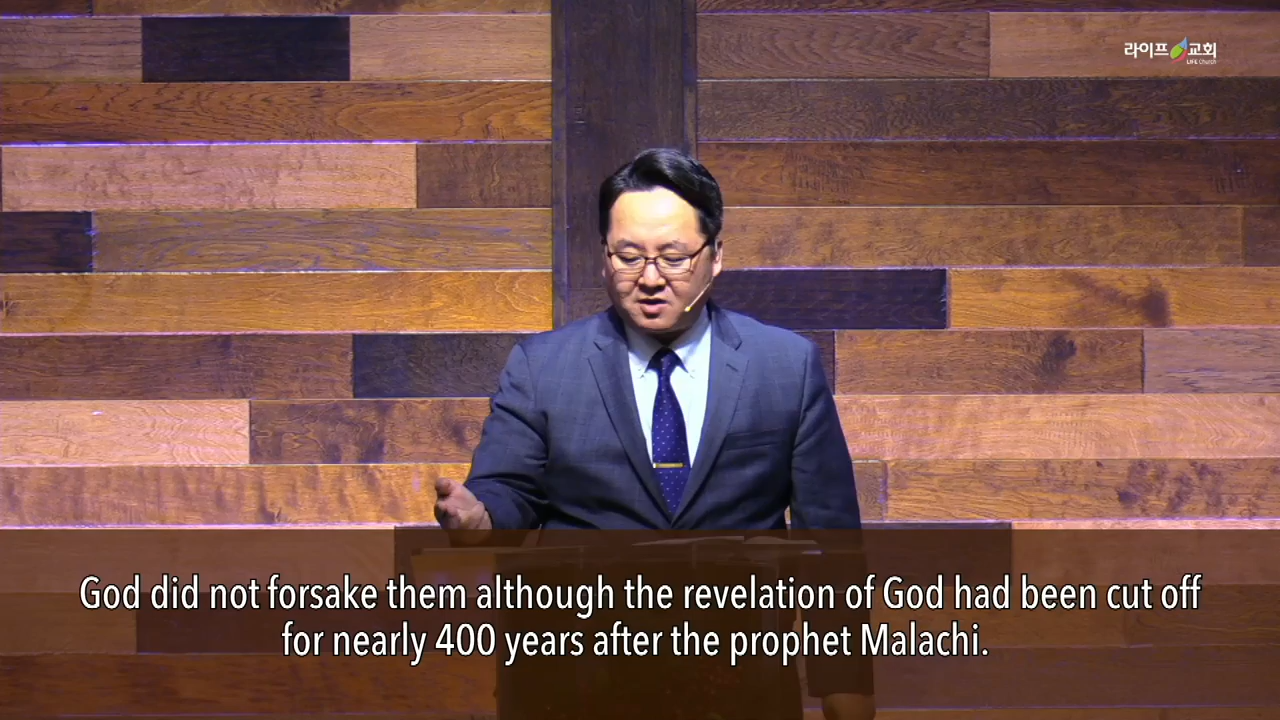 라이프교회
LIFE Church
God did not forsake them although the revelation of God had been cut off
for nearly 400 years after the prophet Malachi.